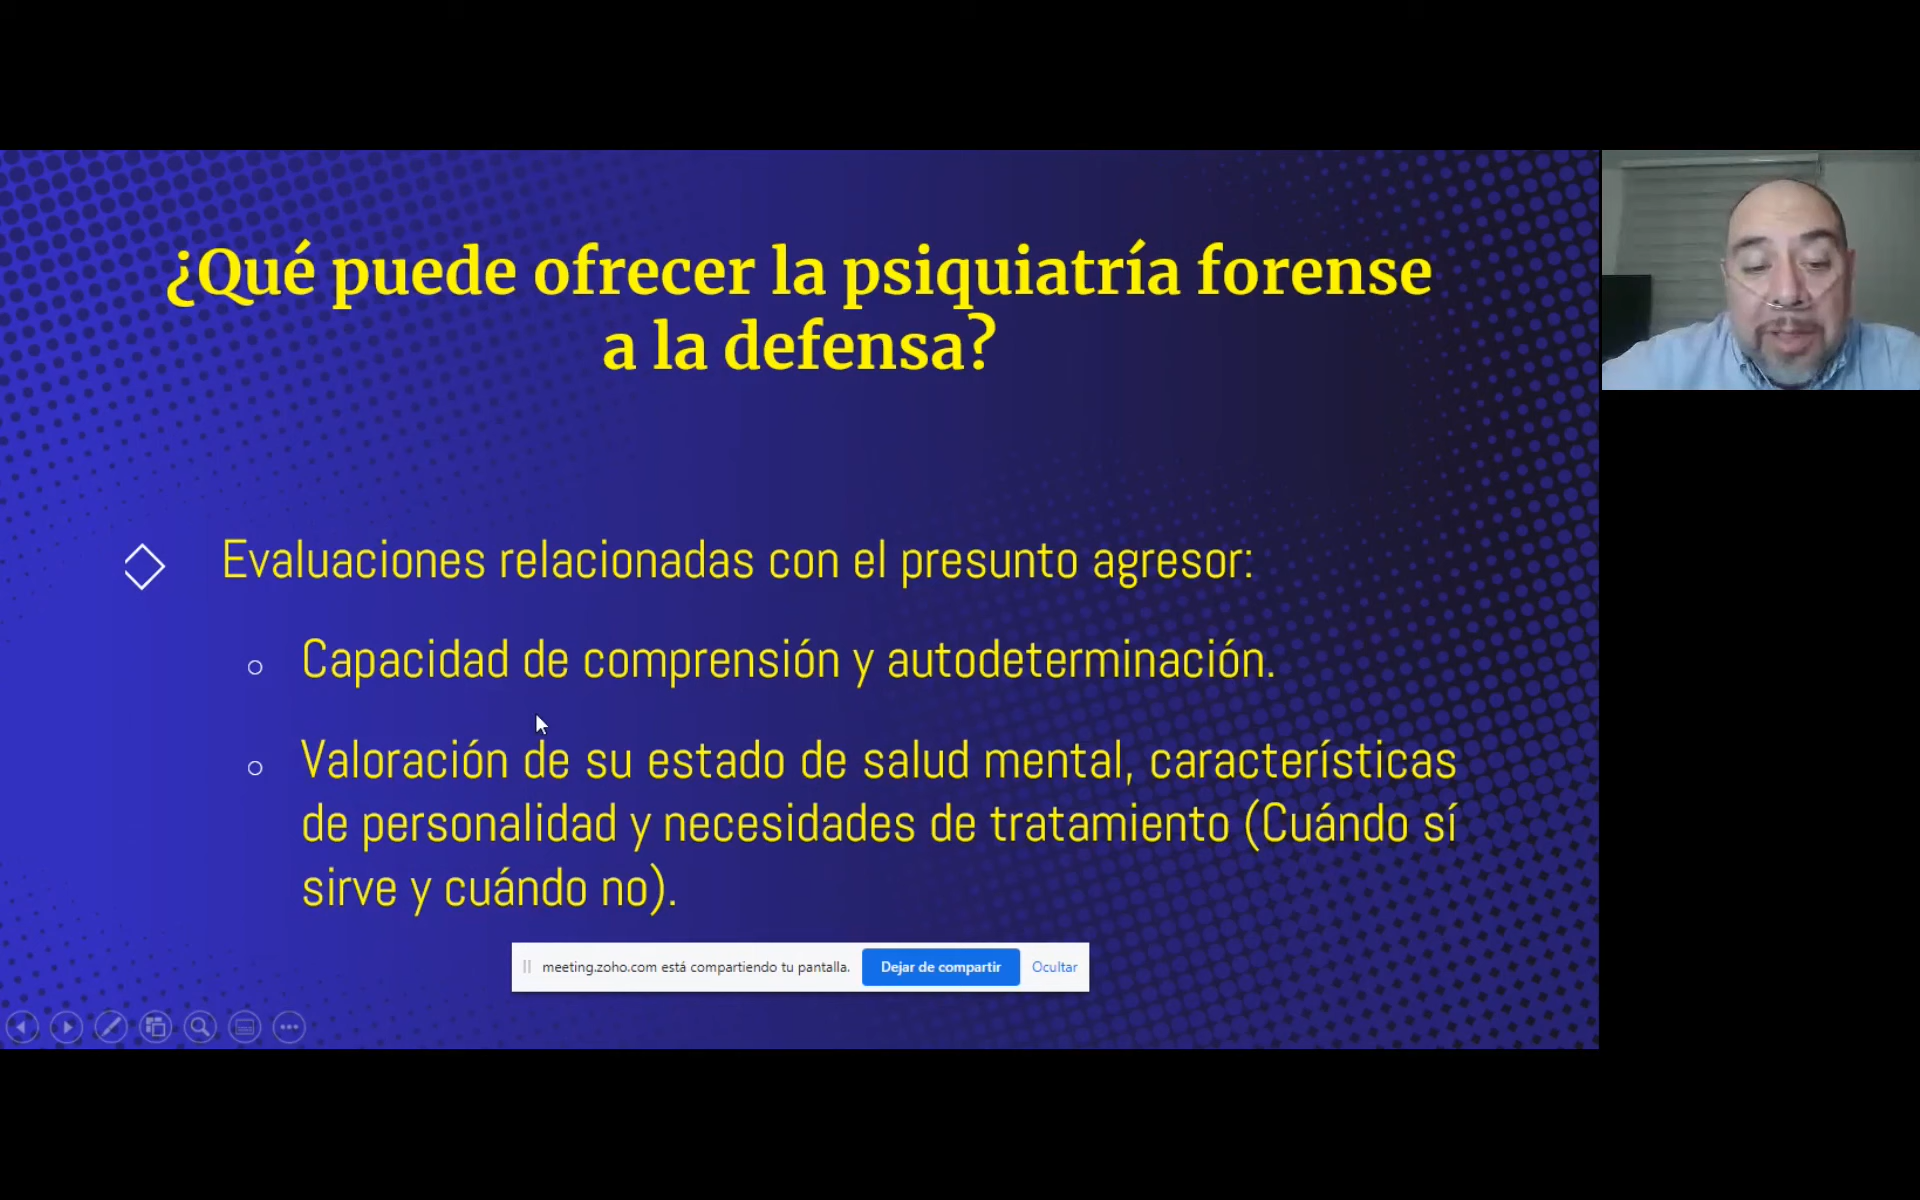 ¿Qué puede ofrecer la psiquiatría forense
a la defensa?
Evaluaciones relacionadas con el presunto agresor:
Capacidad de comprensión y autodeterminación.
Valoración de su estado de salud mental, características
de personalidad y necesidades de tratamiento (Cuándo sí
sirve y cuándo no).
meeting.zoho.com está compartiendo tu pantalla. Dejar de compartir Ocultar